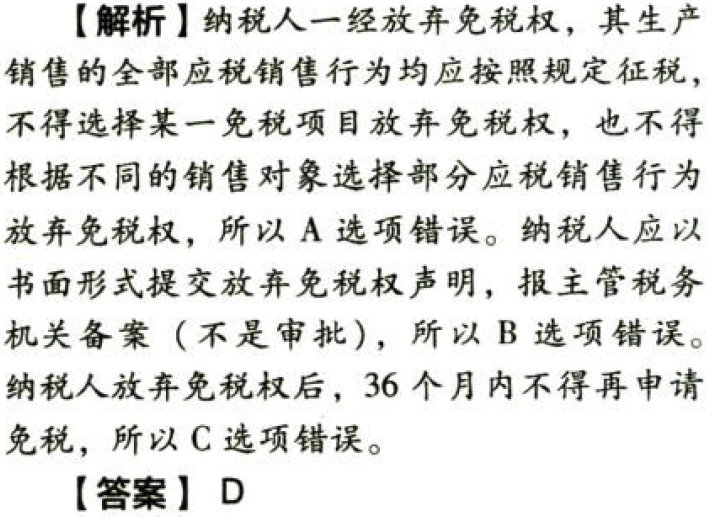 【解析】纳税人一经放弃免税权，其生产
销售的全部应税销售行为均应按照规定征税，
不得选择某一免税项目放弃免税权，也不得
根据不同的销售对象选择部分应税销售行为
放弃免税权，所以 A 选项错误。纳税人应以
书面形式提交放弃免税权声明，报主管税务
机关备案（不是审批），所以 B 选项错误。
纳税人放弃免税权后，36 个月内不得再申请
免税，所以 C 选项错误。
【答案】 D